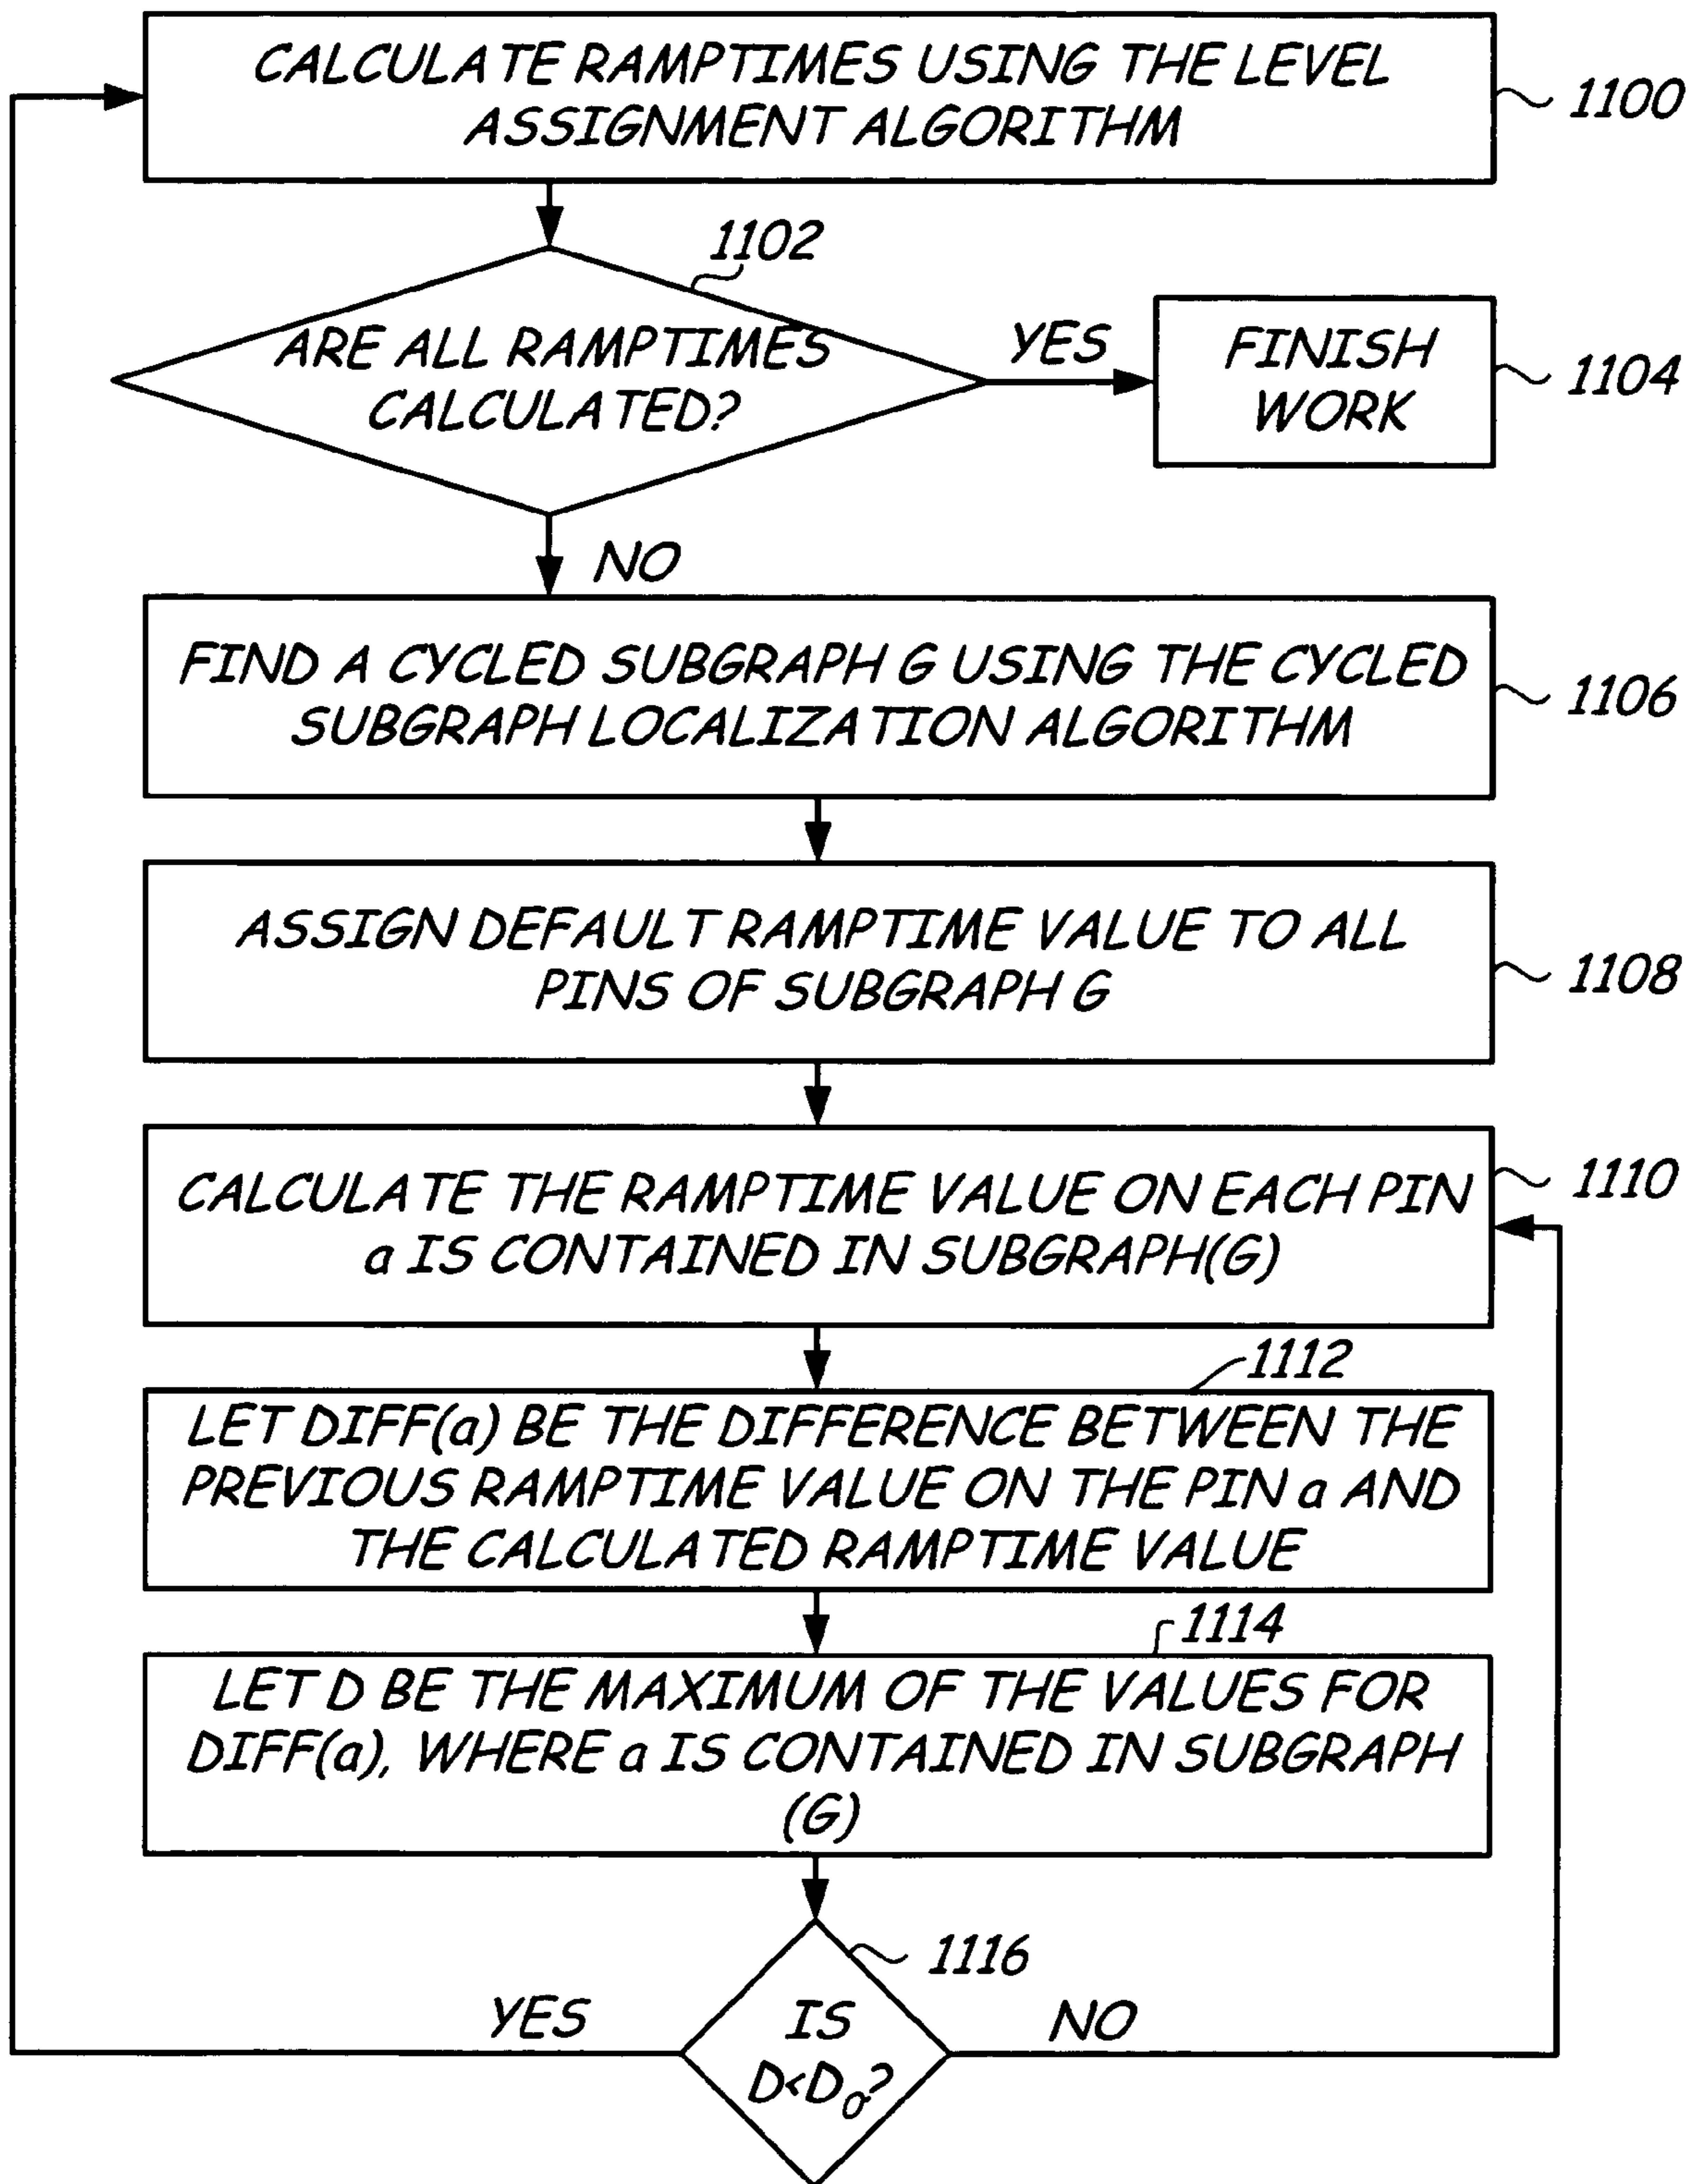 CALCULATE RAMPTIMES USING THE LEVEL
ASSIGNMENT ALGORITHM
1100
1102
ARE ALL RAMPTIMES
CALCULATED?
YES
FINISH
WORK
1104
NO
FIND A CYCLED SUBGRAPH G USING THE CYCLED
SUBGRAPH LOCALIZATION ALGORITHM
1106
ASSIGN DEFAULT RAMPTIME VALUE TO ALL
PINS OF SUBGRAPH G
1108
CALCULATE THE RAMPTIME VALUE ON EACH PIN
a IS CONTAINED IN SUBGRAPH(G)
1110
1112
LET DIFF(a) BE THE DIFFERENCE BETWEEN THE
PREVIOUS RAMPTIME VALUE ON THE PIN a AND
THE CALCULATED RAMPTIME VALUE
1114
LET D BE THE MAXIMUM OF THE VALUES FOR
DIFF(a), WHERE a IS CONTAINED IN SUBGRAPH
(G)
1116
YES
IS
D<D₀?
NO